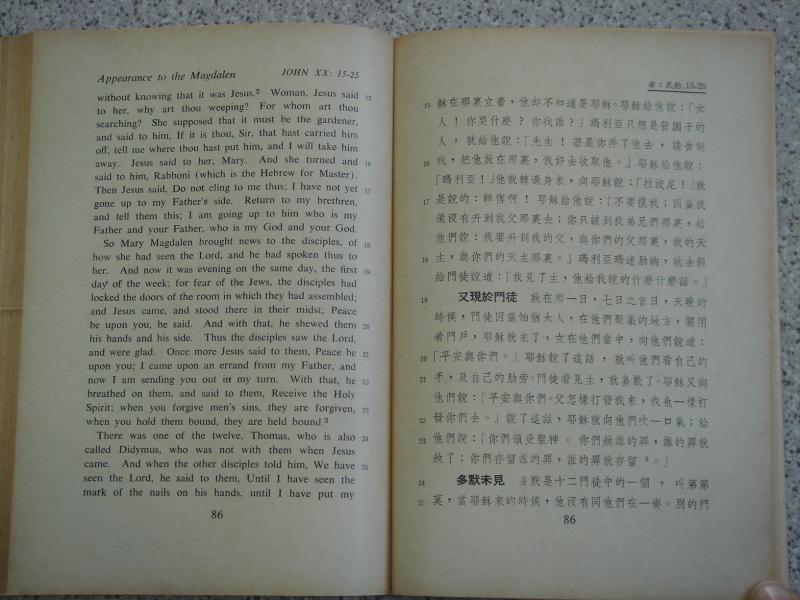 Appearance to the Magdalen JOHN XX: 15-25
without knowing that it was Jesus.² Woman, Jesus said 15
to her, why art thou weeping? For whom art thou
searching? She supposed that it must be the gardener,
and said to him, If it is thou, Sir, that hast carried him
off, tell me where thou hast put him, and I will take him
away. Jesus said to her, Mary. And she turned and 16
said to him, Rabboni (which is the Hebrew for Master).
Then Jesus said, Do not cling to me thus; I have not yet 17
gone up to my Father's side. Return to my brethren,
and tell them this; I am going up to him who is my
Father and your Father, who is my God and your God.
So Mary Magdalen brought news to the disciples, of 18
how she had seen the Lord, and he had spoken thus to
her. And now it was evening on the same day, the first 19
day of the week; for fear of the Jews, the disciples had
locked the doors of the room in which they had assembled;
and Jesus came, and stood there in their midst; Peace
be upon you, he said. And with that, he shewed them 20
his hands and his side. Thus the disciples saw the Lord,
and were glad. Once more Jesus said to them, Peace be 21
upon you; I came upon an errand from my Father, and
now I am sending you out in my turn. With that, he 22
breathed on them, and said to them, Receive the Holy
Spirit; when you forgive men's sins, they are forgiven, 23
when you hold them bound, they are held bound.³
There was one of the twelve, Thomas, who is also 24
called Didymus, who was not with them when Jesus
came. And when the other disciples told him, We have 25
seen the Lord, he said to them, Until I have seen the
mark of the nails on his hands, until I have put my
86
若：弍拾.15-25
15 穌在那裏立着，他却不知道是耶穌。耶穌給他說：「女
人！你哭什麼？你找誰？」瑪利亞只想是管園子的
人，就給他說：「先生！若是你弄了他去，請告訴
16 我，把他放在那裏，我好去收取他。」耶穌給他說：
「瑪利亞！」他就轉過身來，向耶穌說：「拉波尼！」就
17 是說的：師傅啊！耶穌給他說：「不要摸我；因爲我
還沒有升到我父那裏去；你只該到我弟兄們那裏，給
他們說：我要升到我的父，與你們的父那裏，我的天
18 主，與你們的天主那裏。」瑪利亞瑪達肋納，就去報
給門徒說道：「我見了主，他給我說的什麼什麼話。」
19 又現於門徒 就在那一日，七日之首日，天晚的
時候，門徒因爲怕猶太人，在他們聚集的地方，關閉
着門戶，耶穌就來了，立在他們當中，向他們說道：
20 「平安與你們。」耶穌說了這話，就叫他們看自己的
21 手，及自己的肋旁。門徒看見主，就喜歡了。耶穌又向
他們說：「平安與你們。父怎樣打發我來，我也一樣打
22 發你們去。」說了這話，耶穌就向他們吹一口氣；給
23 他們說：「你們領受聖神。你們赦誰的罪，誰的罪就
赦了；你們存留誰的罪，誰的罪就存留⁴。」
24 多默未見 多默是十二門徒中的一個，叫第弟
25 莫，當耶穌來的時候，他沒有同他們在一齊。別的門
86